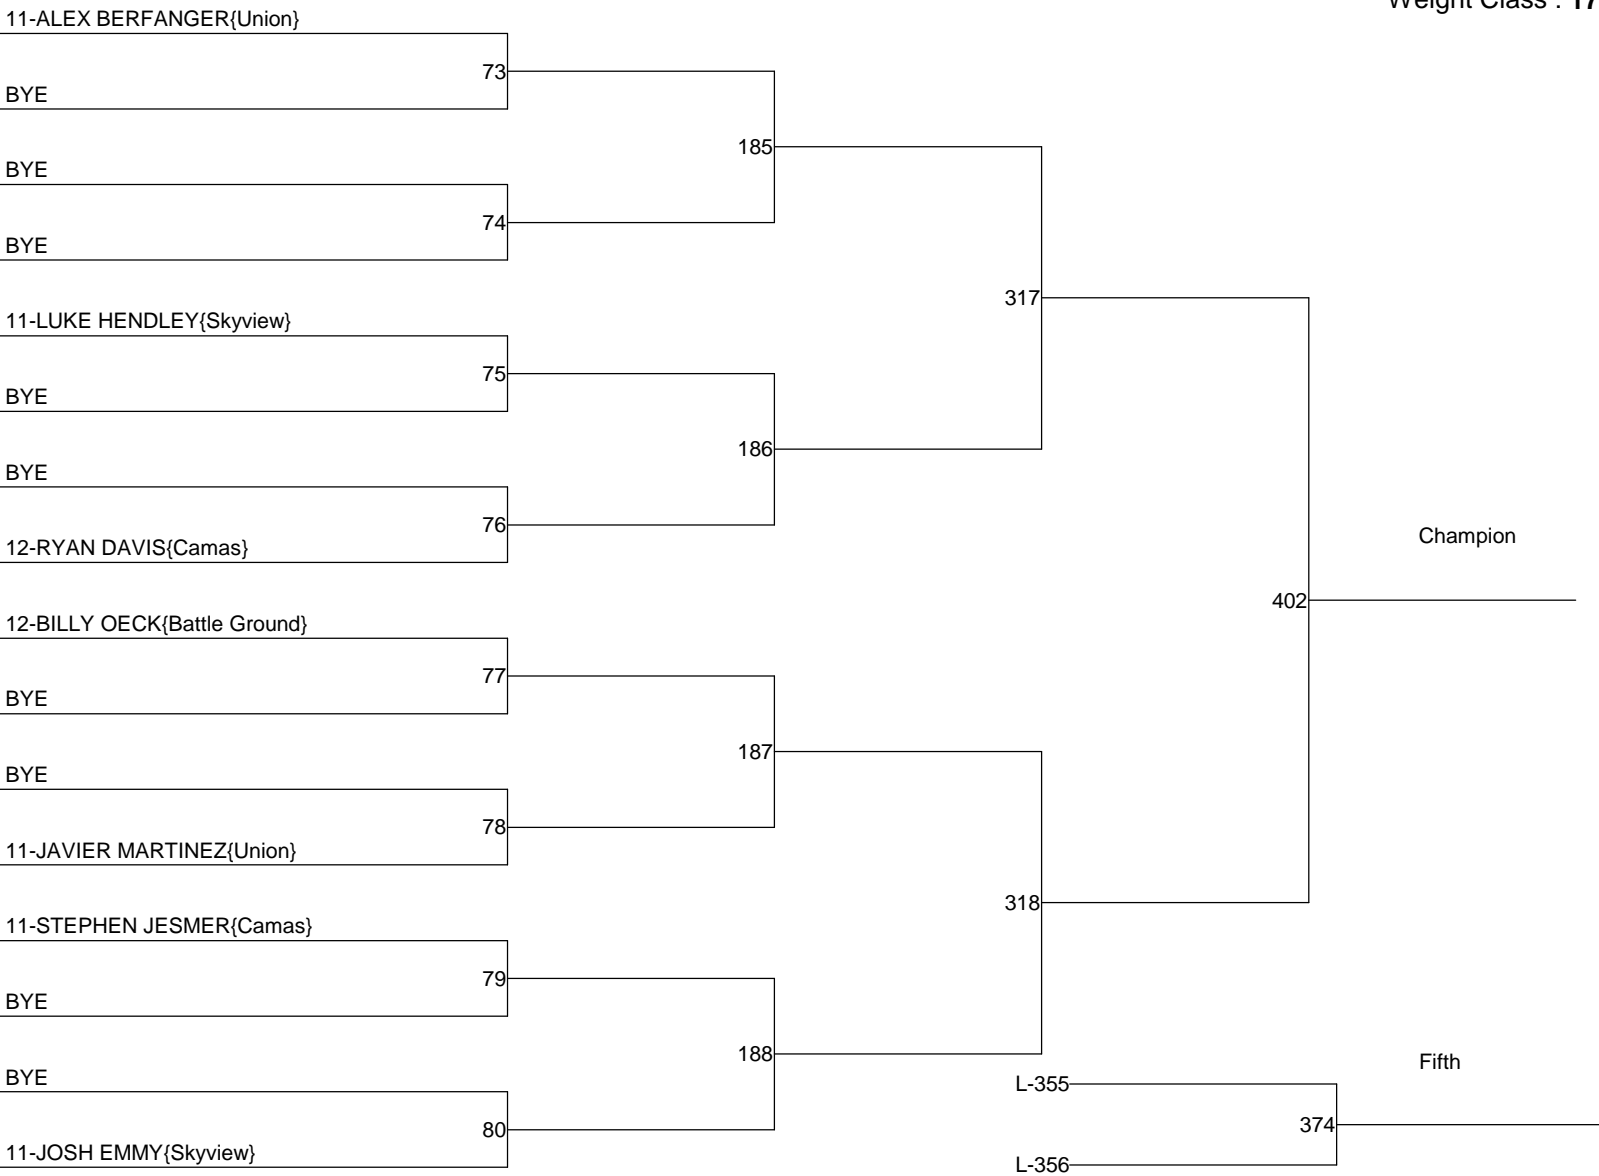 Weight Class : 17
11-ALEX BERFANGER{Union}
73
BYE
185
BYE
74
BYE
317
11-LUKE HENDLEY{Skyview}
75
BYE
186
BYE
76
12-RYAN DAVIS{Camas}
Champion
402
12-BILLY OECK{Battle Ground}
77
BYE
187
BYE
78
11-JAVIER MARTINEZ{Union}
318
11-STEPHEN JESMER{Camas}
79
BYE
188
BYE
80
11-JOSH EMMY{Skyview}
Fifth
L-355
374
L-356